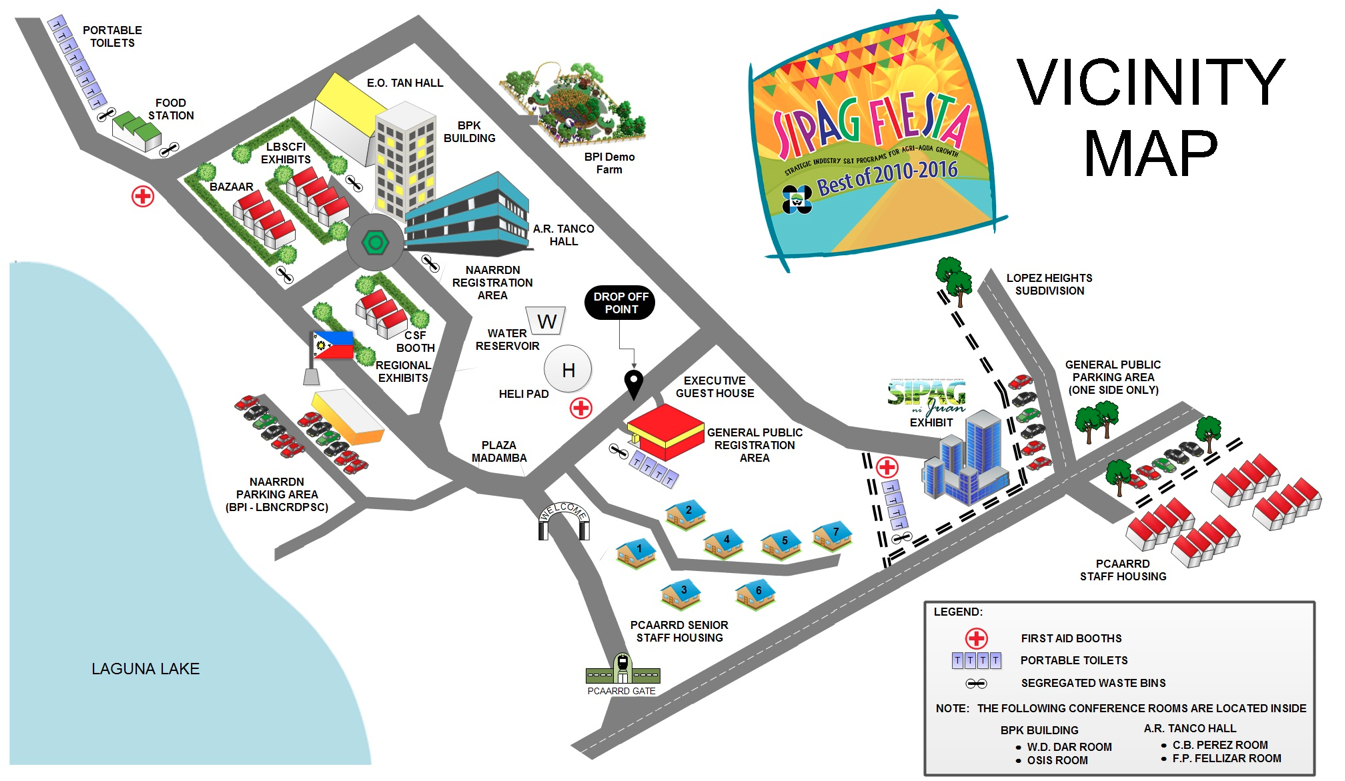 VICINITY
MAP
SIPAG FIESTA
STRATEGIC INDUSTRY S&T PROGRAMS FOR AGRI-AQUA GROWTH
Best of 2010-2016
PORTABLE
TOILETS
T T T T T T T T
FOOD
STATION
E.O. TAN HALL
BPK
BUILDING
BPI Demo
Farm
LBSCFI
EXHIBITS
BAZAAR
A.R. TANCO
HALL
NAARRDN
REGISTRATION
AREA
DROP OFF
POINT
W
WATER
RESERVOIR
H
HELI PAD
CSF
BOOTH
REGIONAL
EXHIBITS
EXECUTIVE
GUEST HOUSE
GENERAL PUBLIC
REGISTRATION
AREA
T T T T
PLAZA
MADAMBA
NAARRDN
PARKING AREA
(BPI - LBNCRDPSC)
WELCOME
LOPEZ HEIGHTS
SUBDIVISION
GENERAL PUBLIC
PARKING AREA
(ONE SIDE ONLY)
SIPAG
ni Juan
EXHIBIT
T T T T
1
2
3
4
5
6
7
PCAARRD SENIOR
STAFF HOUSING
PCAARRD
STAFF HOUSING
PCAARRD GATE
LAGUNA LAKE
LEGEND:
FIRST AID BOOTHS
T T T T PORTABLE TOILETS
SEGREGATED WASTE BINS
NOTE: THE FOLLOWING CONFERENCE ROOMS ARE LOCATED INSIDE
BPK BUILDING
• W.D. DAR ROOM
• OSIS ROOM
A.R. TANCO HALL
• C.B. PEREZ ROOM
• F.P. FELLIZAR ROOM